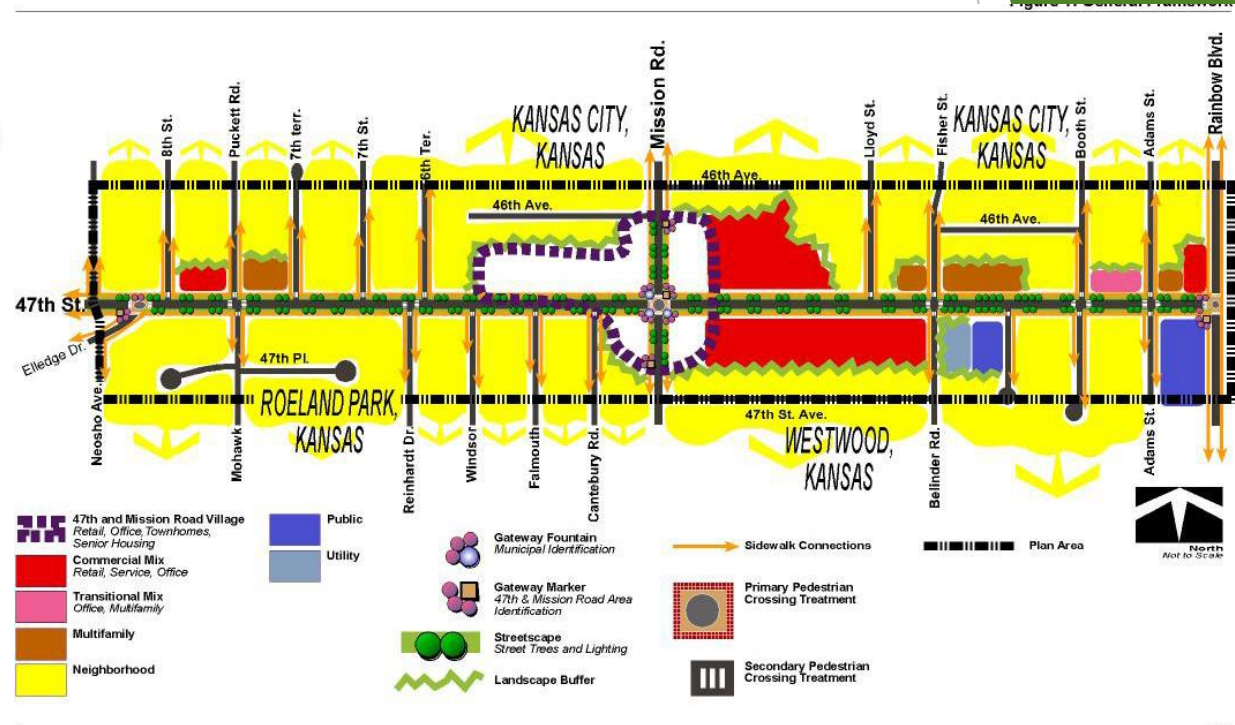 Figure 1: General Framework
KANSAS CITY,
KANSAS
Mission Rd.
KANSAS CITY,
KANSAS
Rainbow Blvd.
8th St.
Puckett Rd.
7th terr.
7th St.
6th Ter.
Lloyd St.
Fisher St.
Booth St.
Adams St.
46th Ave.
46th Ave.
46th Ave.
47th St.
Elledge Dr.
47th Pl.
Neosho Ave.
Mohawk
ROELAND PARK,
KANSAS
Reinhardt Dr.
Windsor
Falmouth
Cantebury Rd.
47th St. Ave.
WESTWOOD,
KANSAS
Belinder Rd.
Adams St.
47th and Mission Road Village
Retail, Office, Townhomes,
Senior Housing
Commercial Mix
Retail, Service, Office
Transitional Mix
Office, Multifamily
Multifamily
Neighborhood
Public
Utility
Gateway Fountain
Municipal Identification
Gateway Marker
47th & Mission Road Area
Identification
Streetscape
Street Trees and Lighting
Landscape Buffer
Sidewalk Connections
Primary Pedestrian
Crossing Treatment
Secondary Pedestrian
Crossing Treatment
Plan Area
North
Not to Scale